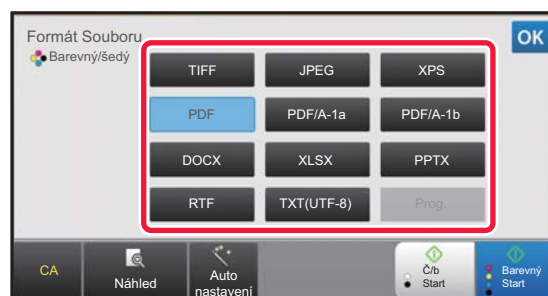 Formát Souboru
OK
Barevný/šedý
TIFF
JPEG
XPS
PDF
PDF/A-1a
PDF/A-1b
DOCX
XLSX
PPTX
RTF
TXT(UTF-8)
Prog.
CA
Náhled
Auto
nastavení
Č/b
Start
Barevný
Start